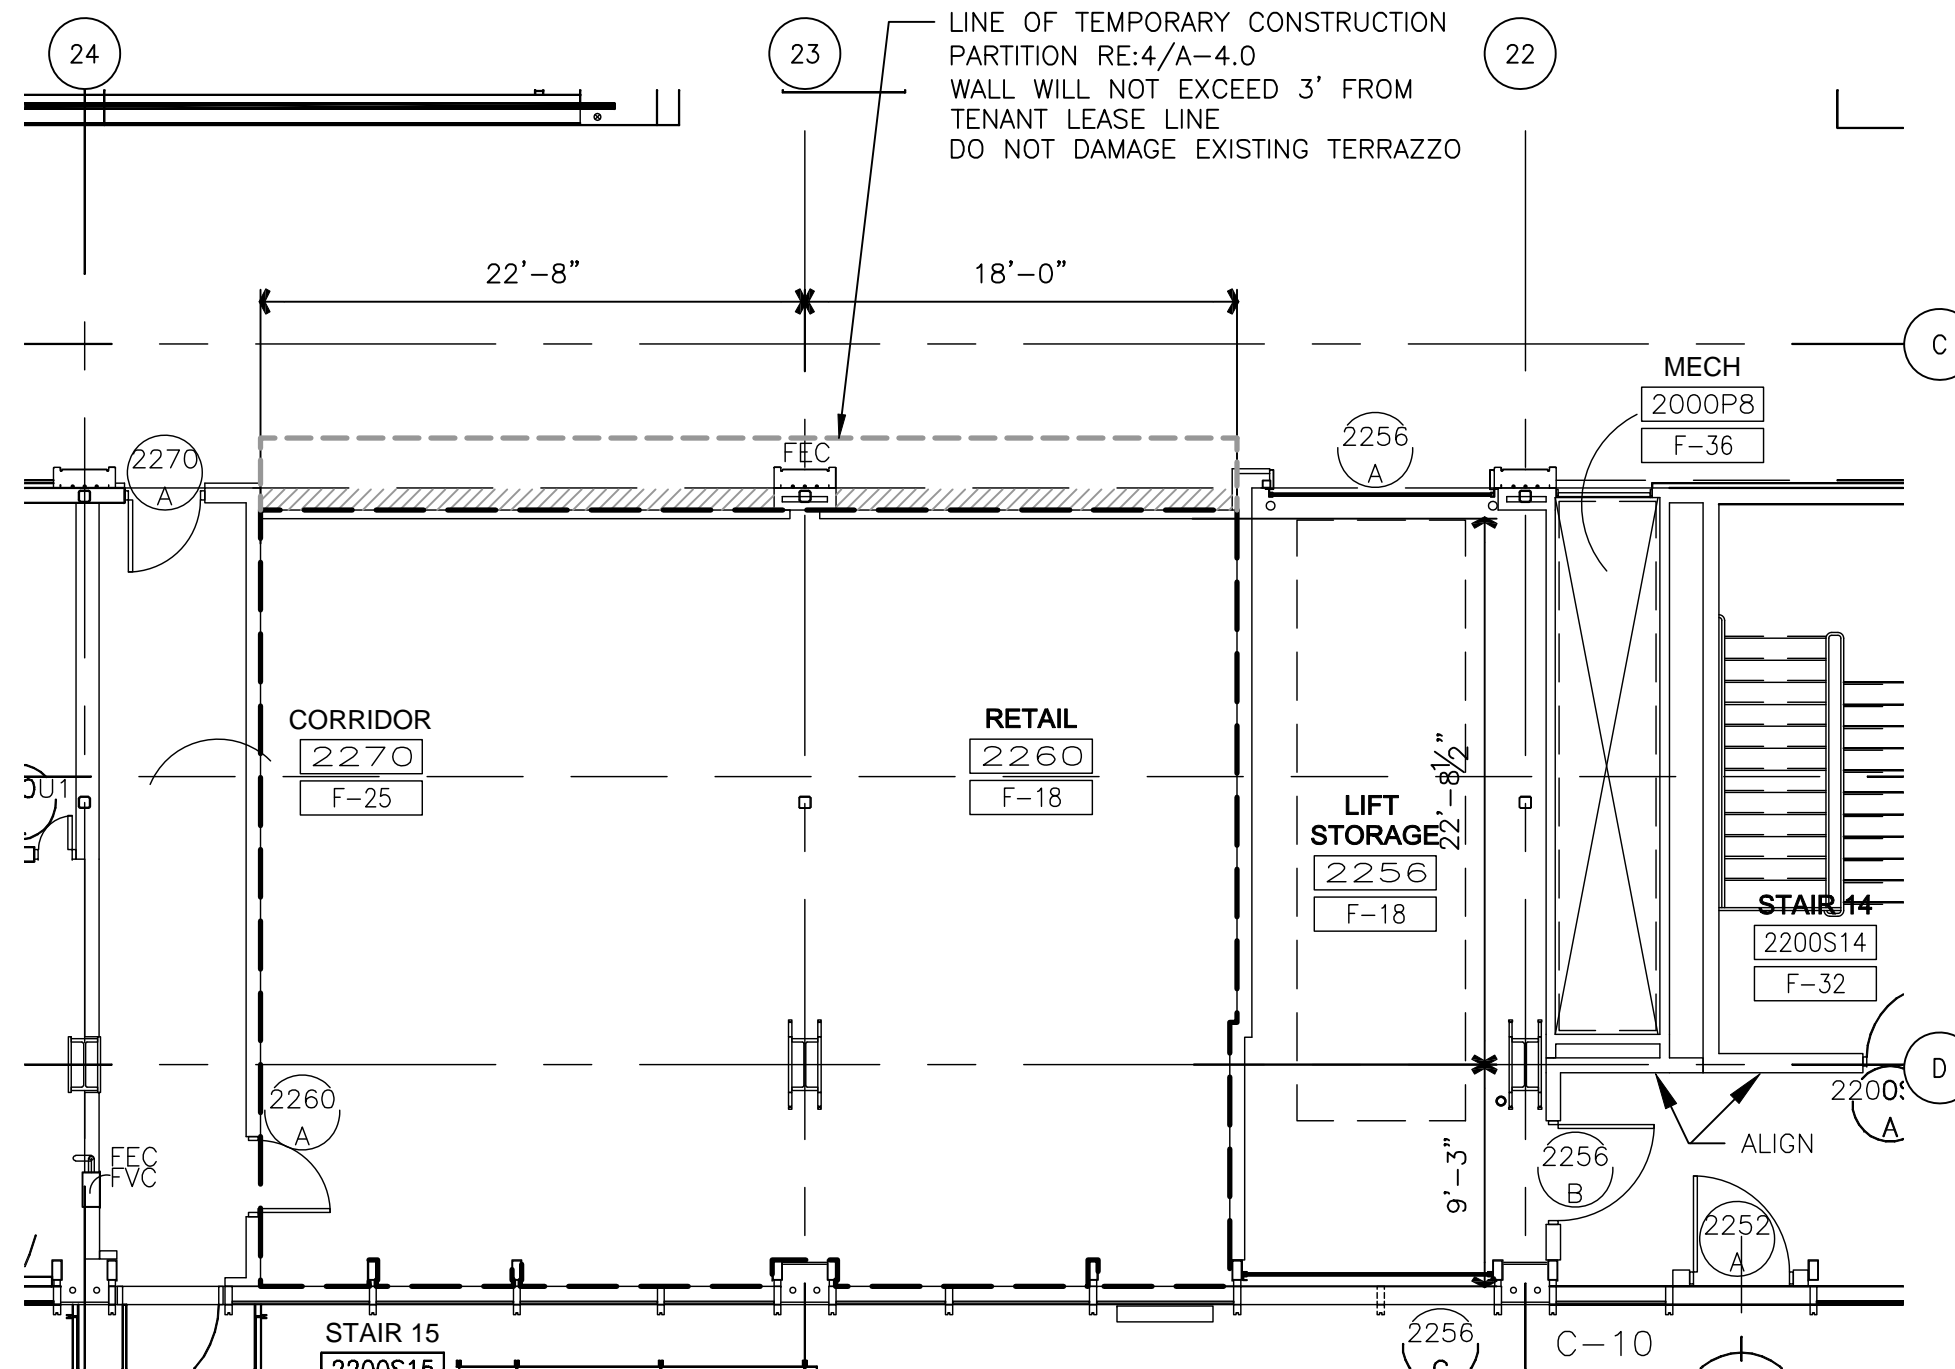 24
23
22
LINE OF TEMPORARY CONSTRUCTION
PARTITION RE:4/A-4.0
WALL WILL NOT EXCEED 3' FROM
TENANT LEASE LINE
DO NOT DAMAGE EXISTING TERRAZZO
22'-8"
18'-0"
C
MECH
2000P8
F-36
2270
A
FEC
2256
A
CORRIDOR
2270
F-25
RETAIL
2260
F-18
22'-8½"
LIFT
STORAGE
2256
F-18
STAIR 14
2200S14
F-32
D
2260
A
FEC
FVC
9'-3"
2256
B
ALIGN
A
2252
A
STAIR 15
2200S15
2256
C-10